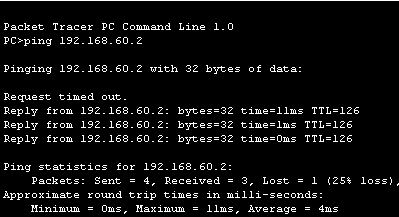 Packet Tracer PC Command Line 1.0
PC>ping 192.168.60.2
Pinging 192.168.60.2 with 32 bytes of data:
Request timed out.
Reply from 192.168.60.2: bytes=32 time=11ms TTL=126
Reply from 192.168.60.2: bytes=32 time=1ms TTL=126
Reply from 192.168.60.2: bytes=32 time=0ms TTL=126
Ping statistics for 192.168.60.2:
Packets: Sent = 4, Received = 3, Lost = 1 (25% loss),
Approximate round trip times in milli-seconds:
Minimum = 0ms, Maximum = 11ms, Average = 4ms